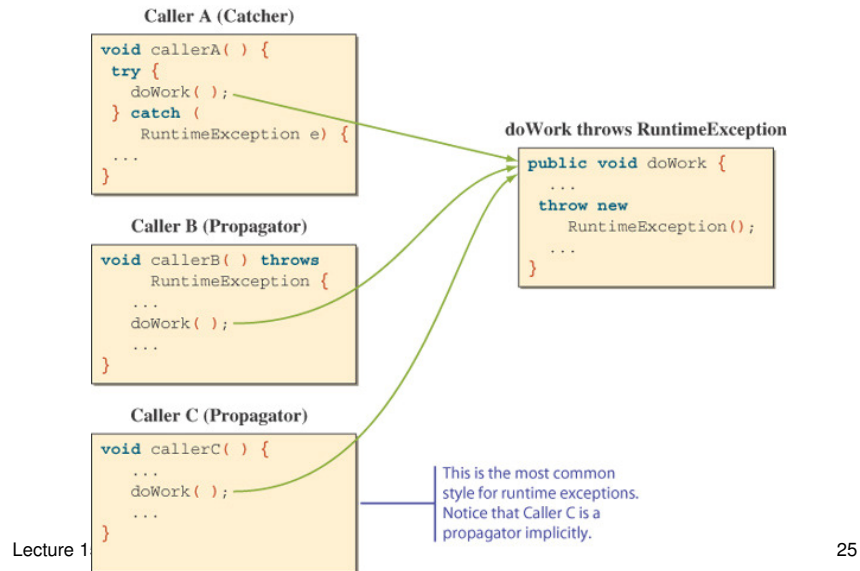 Caller A (Catcher)
void callerA( ) {
try {
doWork( );
} catch (
RuntimeException e) {
...
}
doWork throws RuntimeException
public void doWork {
...
throw new
RuntimeException();
...
}
Caller B (Propagator)
void callerB( ) throws
RuntimeException {
...
doWork( );
...
}
Caller C (Propagator)
void callerC( ) {
...
doWork( );
...
}
This is the most common
style for runtime exceptions.
Notice that Caller C is a
propagator implicitly.
Lecture
25